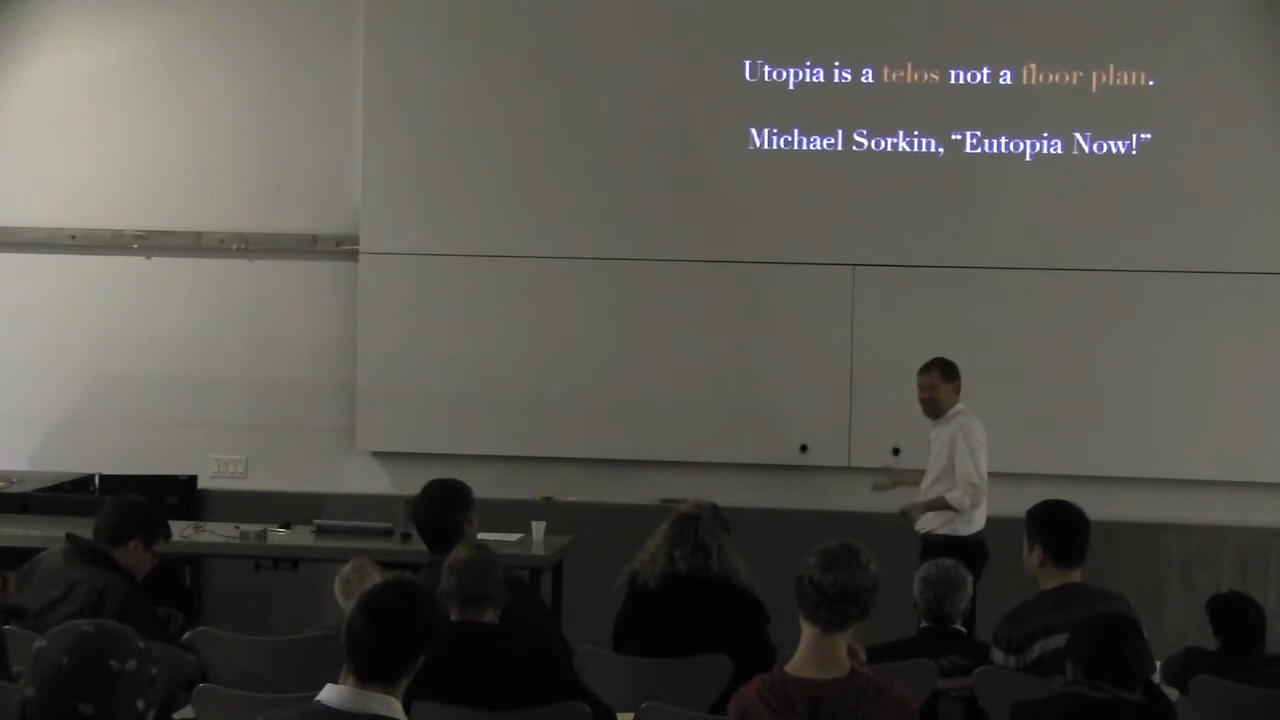 Utopia is a telos not a floor plan.
Michael Sorkin, “Eutopia Now!”